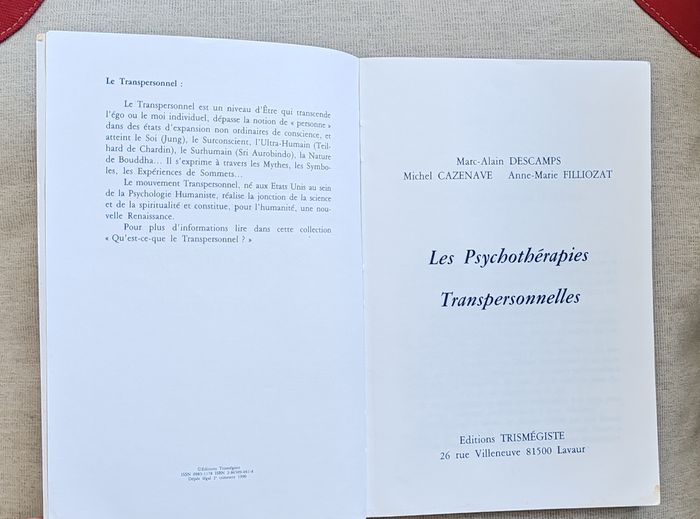 Le Transpersonnel :
Le Transpersonnel est un niveau d'Être qui transcende
l'égo ou le moi individuel, dépasse la notion de « personne »
dans des états d'expansion non ordinaires de conscience, et
atteint le Soi (Jung), le Surconscient, l'Ultra-Humain (Teil-
hard de Chardin), le Surhumain (Sri Aurobindo), la Nature
de Bouddha... Il s'exprime à travers les Mythes, les Symbo-
les, les Expériences de Sommets...
Le mouvement Transpersonnel, né aux Etats Unis au sein
de la Psychologie Humaniste, réalise la jonction de la science
et de la spiritualité et constitue, pour l'humanité, une nou-
velle Renaissance.
Pour plus d'informations lire dans cette collection
« Qu'est-ce-que le Transpersonnel ? »
©Editions Trismégiste
ISSN ISBN
Dépôt légal trimestre 1990
Marc-Alain DESCAMPS
Michel CAZENAVE Anne-Marie FILLIOZAT
Les Psychothérapies
Transpersonnelles
Editions TRISMÉGISTE
26 rue Villeneuve 81500 Lavaur